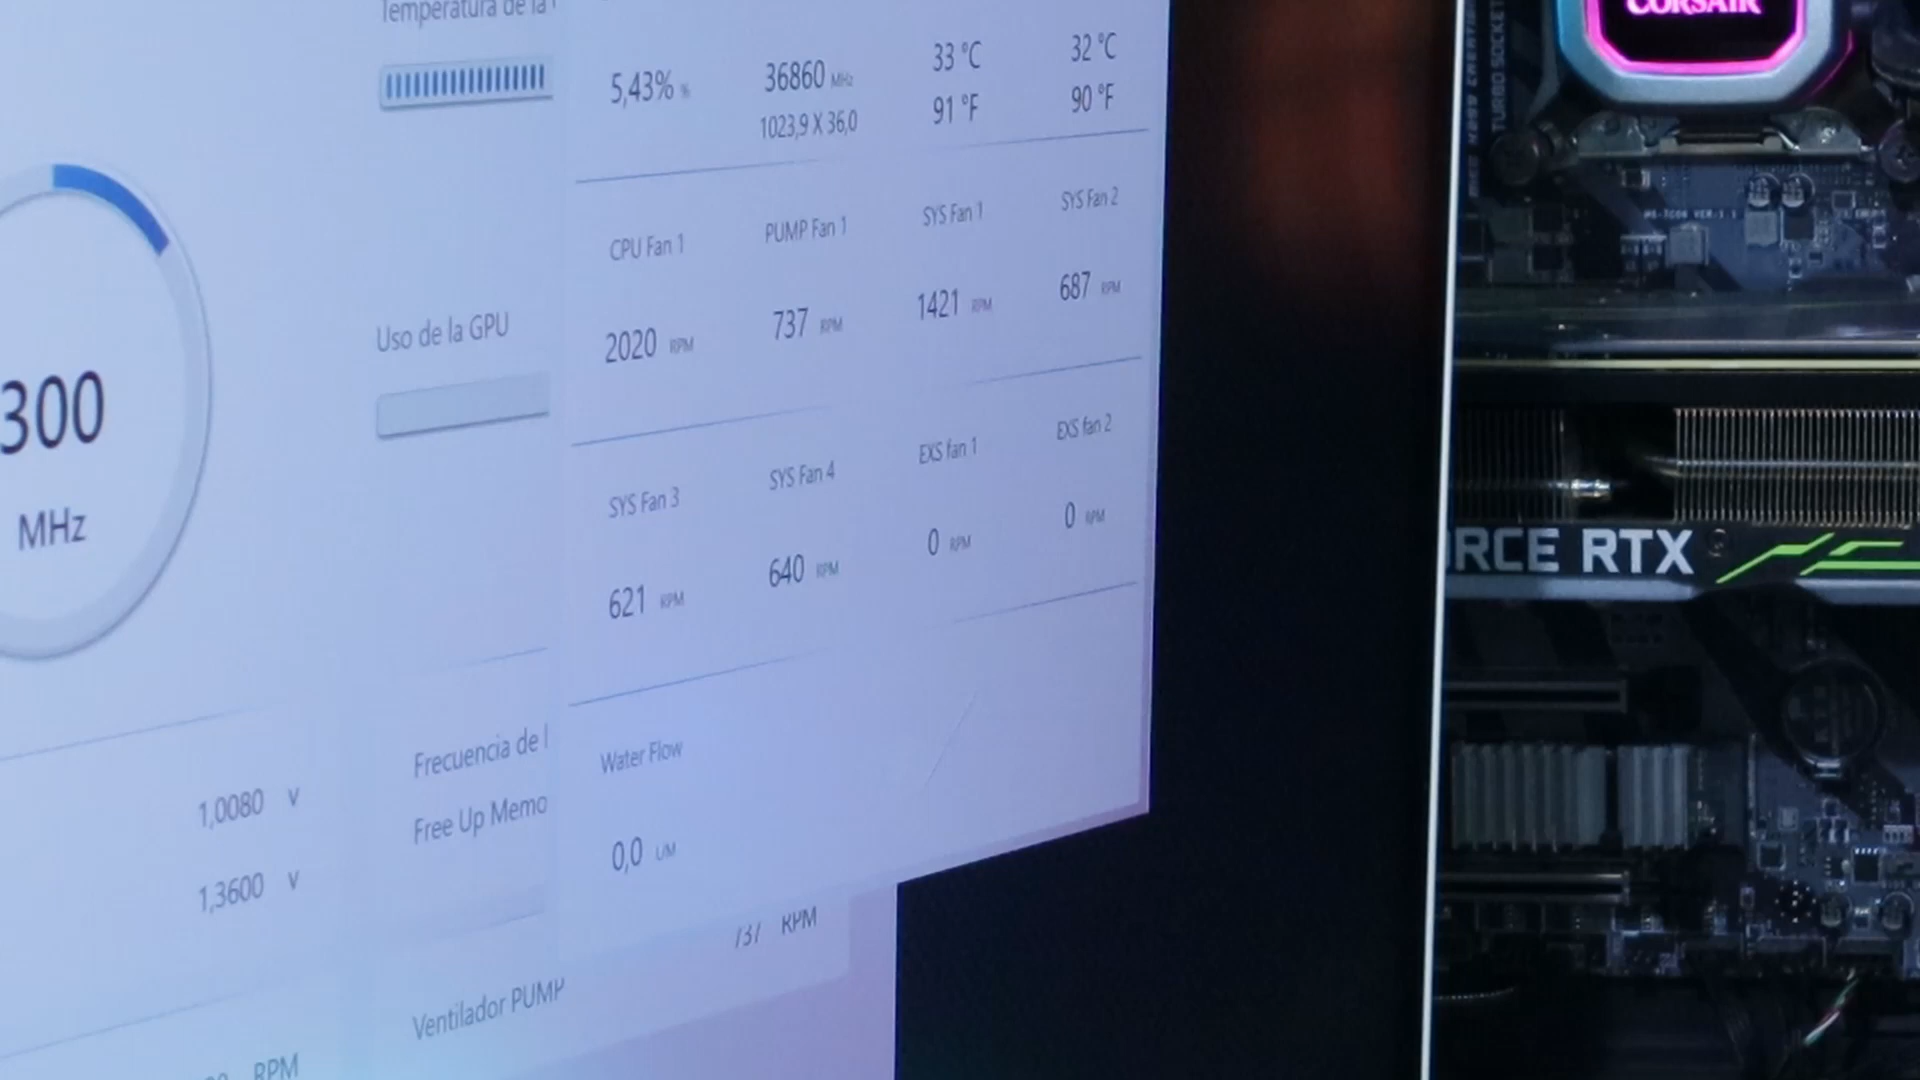 Temperatura de la
5,43% %
36860 MHz
1023,9 X 36,0
33 °C
91 °F
32 °C
90 °F
CPU Fan 1
2020 RPM
PUMP Fan 1
737 RPM
SYS Fan 1
1421 RPM
SYS Fan 2
687 RPM
Uso de la GPU
300
MHz
SYS Fan 3
621 RPM
SYS Fan 4
640 RPM
EXS fan 1
0 RPM
EXS fan 2
0 RPM
Water Flow
0,0 L/M
1,0080 V
1,3600 V
Frecuencia de l
Free Up Memo
737 RPM
Ventilador PUMP
RPM
CORSAIR
TURBO SOCKET
RCE RTX